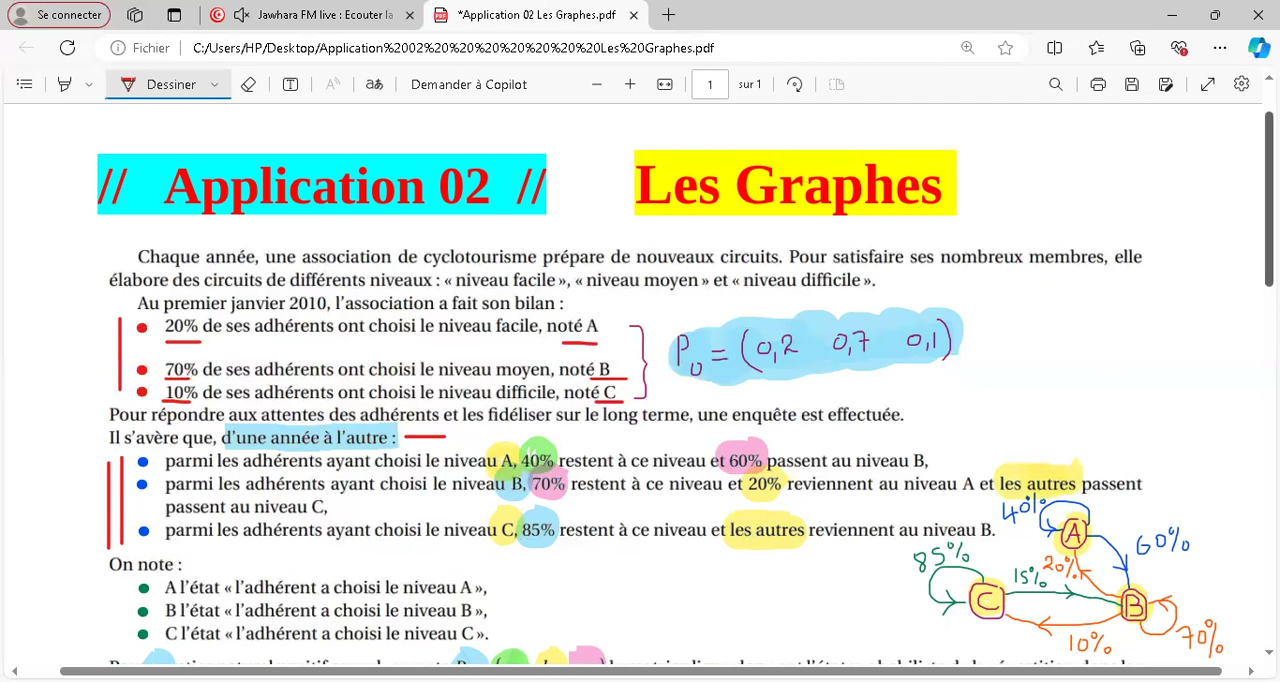 Se connecter
Jawhara FM live : Ecouter la
*Application 02 Les Graphes.pdf
Fichier
C:/Users/HP/Desktop/Application%2002%20%20%20%20%20%20%20Les%20Graphes.pdf
Dessiner
Demander à Copilot
1
sur 1
// Application 02 //
Les Graphes
Chaque année, une association de cyclotourisme prépare de nouveaux circuits. Pour satisfaire ses nombreux membres, elle
élabore des circuits de différents niveaux : « niveau facile », « niveau moyen » et « niveau difficile ».
Au premier janvier 2010, l'association a fait son bilan :
20% de ses adhérents ont choisi le niveau facile, noté A
P0 = (0,2 0,7 0,1)
70% de ses adhérents ont choisi le niveau moyen, noté B
10% de ses adhérents ont choisi le niveau difficile, noté C
Pour répondre aux attentes des adhérents et les fidéliser sur le long terme, une enquête est effectuée.
Il s'avère que, d'une année à l'autre :
parmi les adhérents ayant choisi le niveau A, 40% restent à ce niveau et 60% passent au niveau B,
parmi les adhérents ayant choisi le niveau B, 70% restent à ce niveau et 20% reviennent au niveau A et les autres passent
passent au niveau C,
parmi les adhérents ayant choisi le niveau C, 85% restent à ce niveau et les autres reviennent au niveau B.
40%
A
60%
85%
15%
20%
C
B
10%
70%
On note :
A l'état « l'adhérent a choisi le niveau A »,
B l'état « l'adhérent a choisi le niveau B »,
C l'état « l'adhérent a choisi le niveau C ».